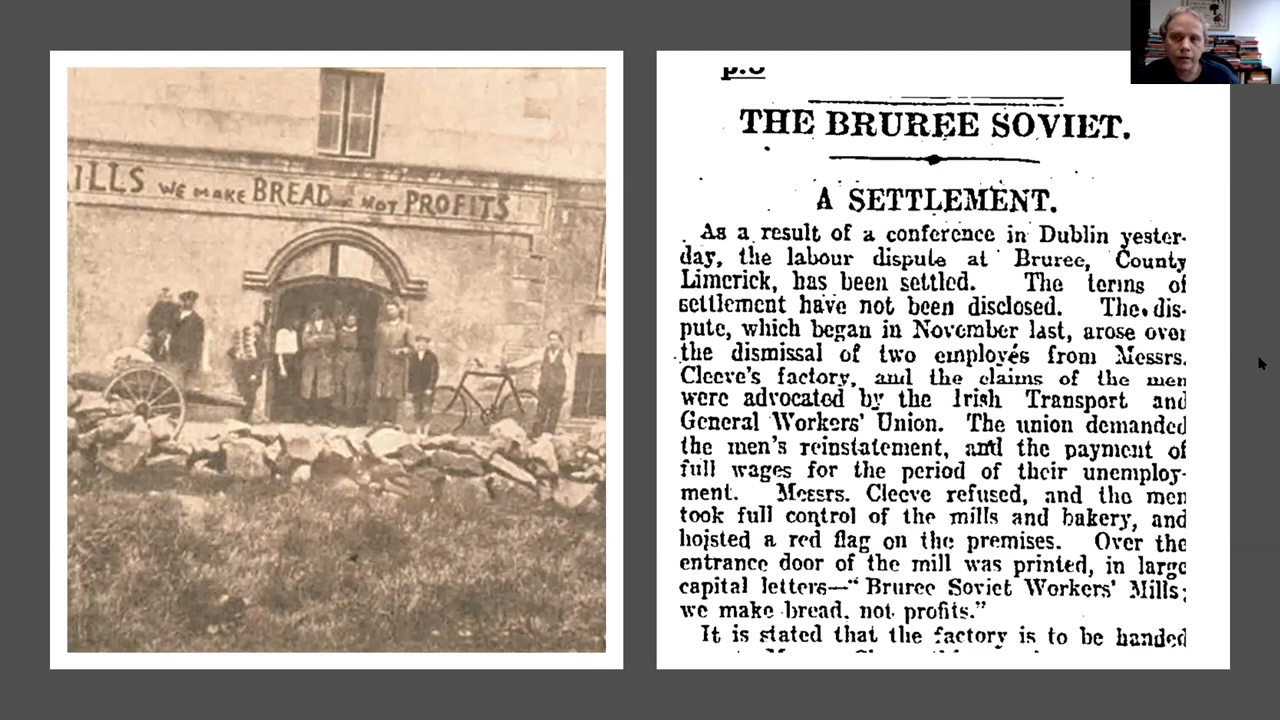 ILLS WE MAKE BREAD NOT PROFITS
THE BRUREE SOVIET.
A SETTLEMENT.
As a result of a conference in Dublin yester-
day, the labour dispute at Bruree, County
Limerick, has been settled. The terms of
settlement have not been disclosed. The dis-
pute, which began in November last, arose over
the dismissal of two employés from Messrs.
Cleeve's factory, and the claims of the men
were advocated by the Irish Transport and
General Workers' Union. The union demanded
the men's reinstatement, and the payment of
full wages for the period of their unemploy-
ment. Messrs. Cleeve refused, and the men
took full control of the mills and bakery, and
hoisted a red flag on the premises. Over the
entrance door of the mill was printed, in large
capital letters—"Bruree Soviet Workers' Mills;
we make bread, not profits."
It is stated that the factory is to be handed